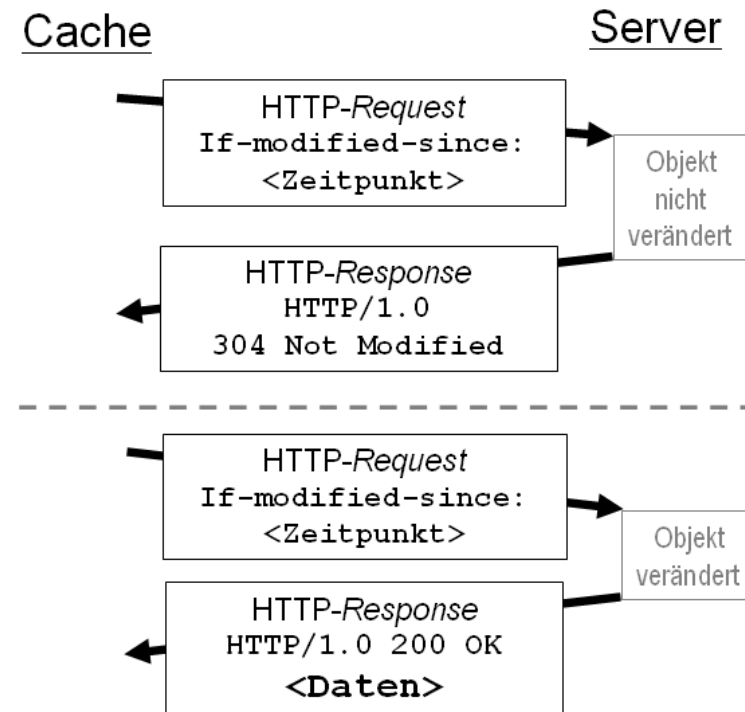 Cache
Server
HTTP-Request
If-modified-since:
<Zeitpunkt>
Objekt
nicht
verändert
HTTP-Response
HTTP/1.0
304 Not Modified
HTTP-Request
If-modified-since:
<Zeitpunkt>
Objekt
verändert
HTTP-Response
HTTP/1.0 200 OK
<Daten>